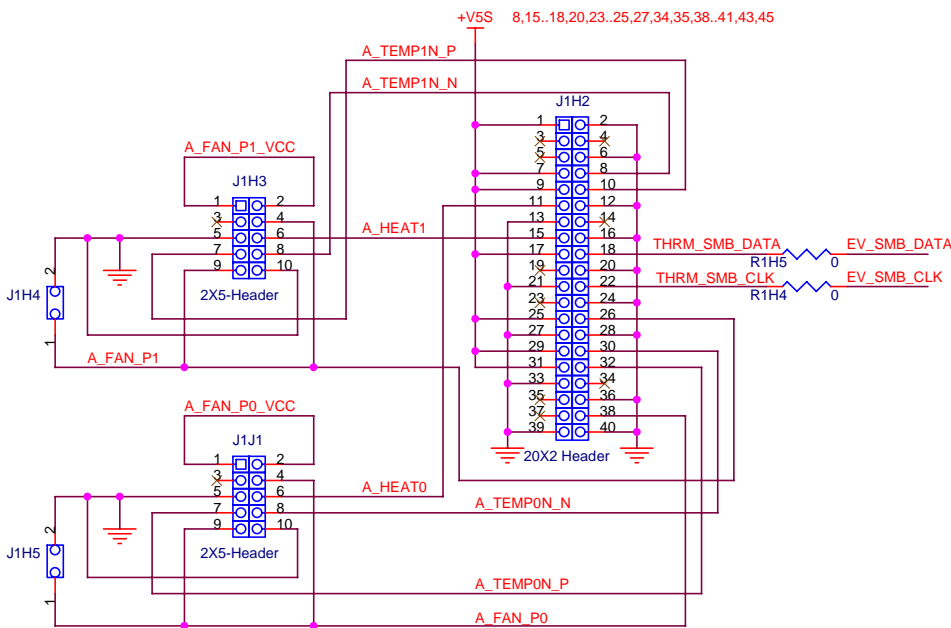 +V5S 8,15..18,20,23..25,27,34,35,38..41,43,45
A_TEMP1N_P
A_TEMP1N_N
J1H2
1 2
3 4
5 6
7 8
9 10
11 12
13 14
15 16
17 18
19 20
21 22
23 24
25 26
27 28
29 30
31 32
33 34
35 36
37 38
39 40
20X2 Header
A_FAN_P1_VCC
J1H3
1 2
3 4
5 6
7 8
9 10
2X5-Header
A_HEAT1
THRM_SMB_DATA EV_SMB_DATA
R1H5 0
THRM_SMB_CLK EV_SMB_CLK
R1H4 0
2
J1H4
1
A_FAN_P1
A_FAN_P0_VCC
J1J1
1 2
3 4
5 6
7 8
9 10
2X5-Header
A_HEAT0
A_TEMP0N_N
2
J1H5
1
A_TEMP0N_P
A_FAN_P0